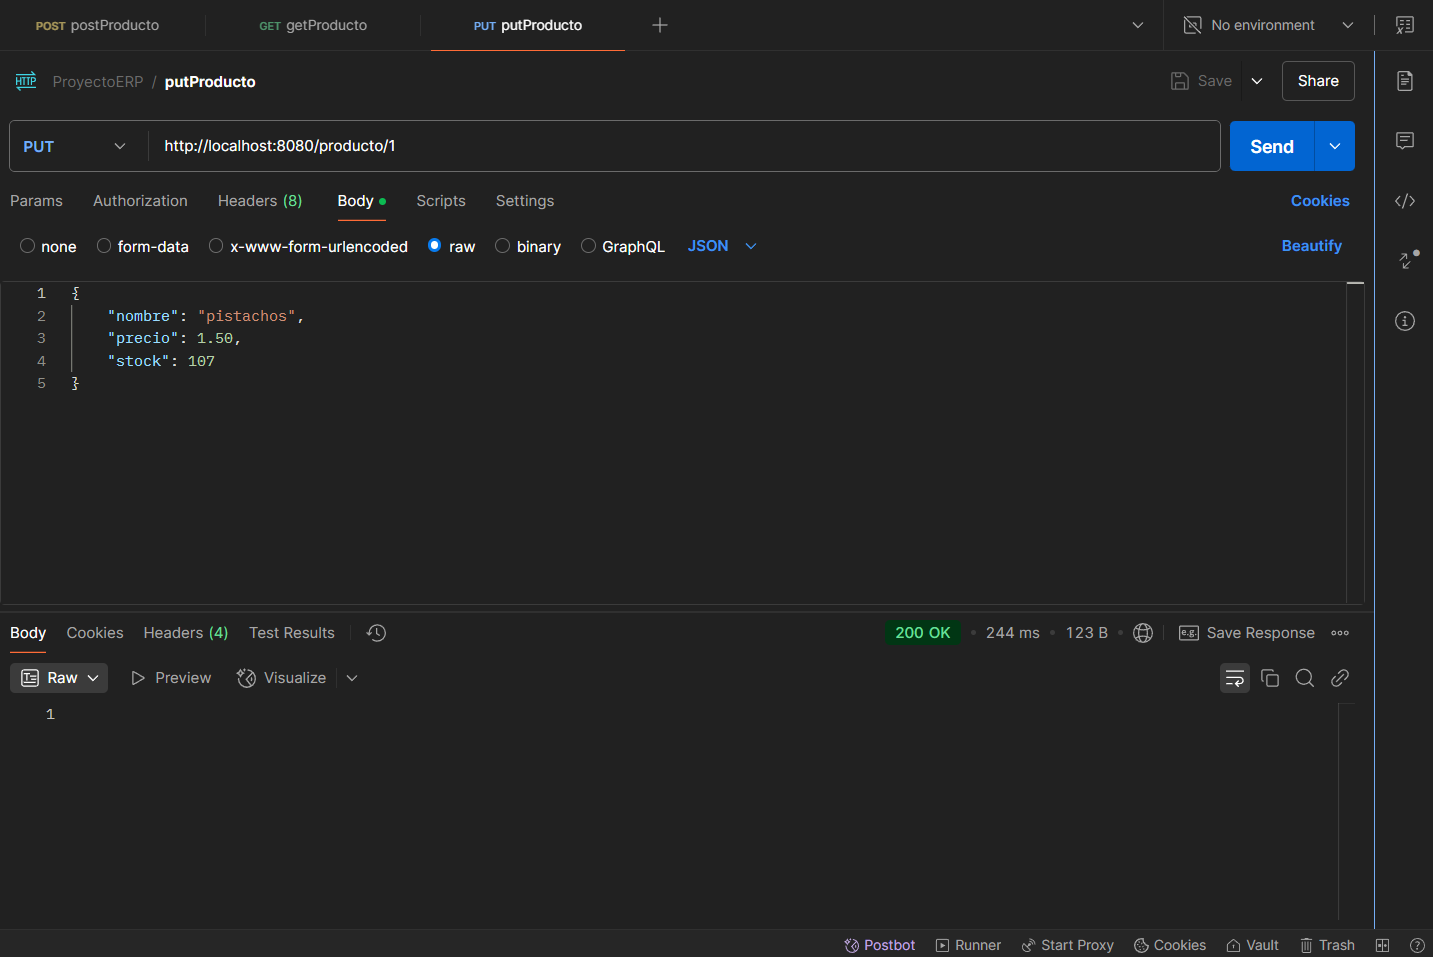 POST postProducto GET getProducto PUT putProducto No environment
HTTP ProyectoERP / putProducto Save Share
PUT http://localhost:8080/producto/1 Send
Params Authorization Headers (8) Body Scripts Settings Cookies
none form-data x-www-form-urlencoded raw binary GraphQL JSON Beautify
1 {
2 "nombre": "pistachos",
3 "precio": 1.50,
4 "stock": 107
5 }
Body Cookies Headers (4) Test Results 200 OK • 244 ms • 123 B • e.g. Save Response
Raw Preview Visualize
1
Postbot Runner Start Proxy Cookies Vault Trash